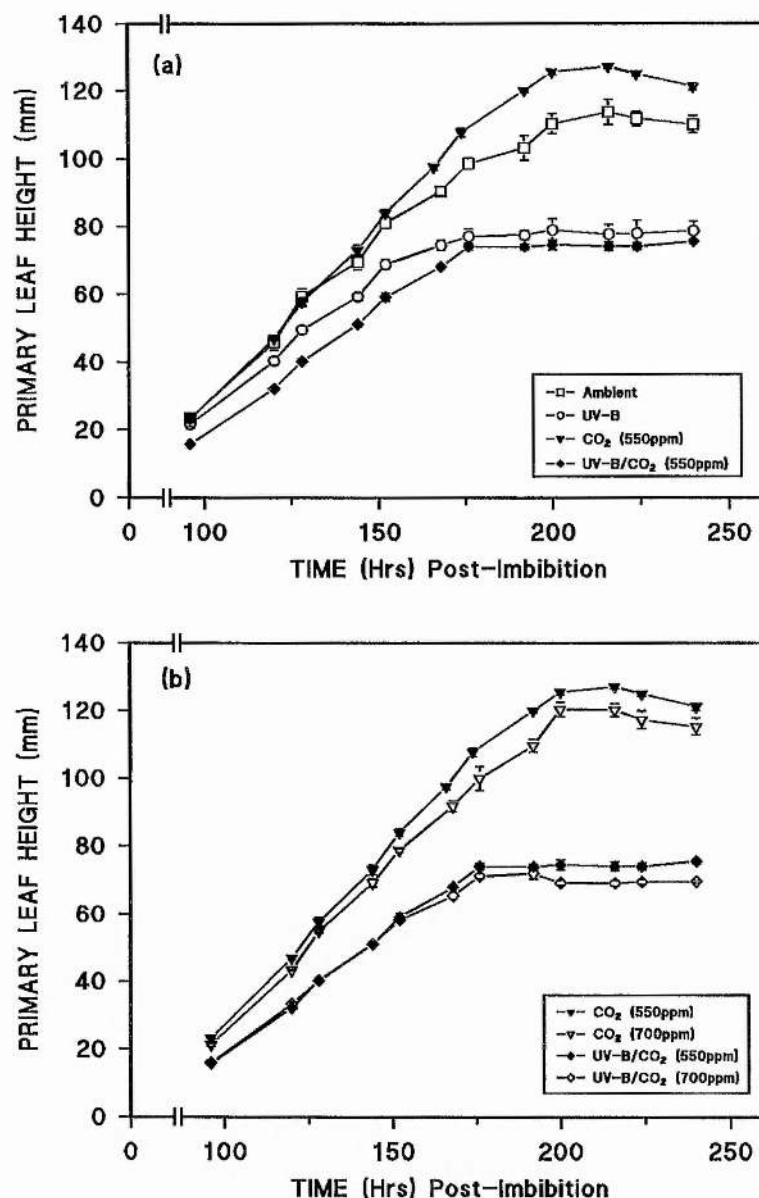 140
120
100
80
60
40
20
0
PRIMARY LEAF HEIGHT (mm)
(a)
Ambient
UV-B
CO₂ (550ppm)
UV-B/CO₂ (550ppm)
0 100 150 200 250
TIME (Hrs) Post-Imbibition
140
120
100
80
60
40
20
0
PRIMARY LEAF HEIGHT (mm)
(b)
CO₂ (550ppm)
CO₂ (700ppm)
UV-B/CO₂ (550ppm)
UV-B/CO₂ (700ppm)
0 100 150 200 250
TIME (Hrs) Post-Imbibition